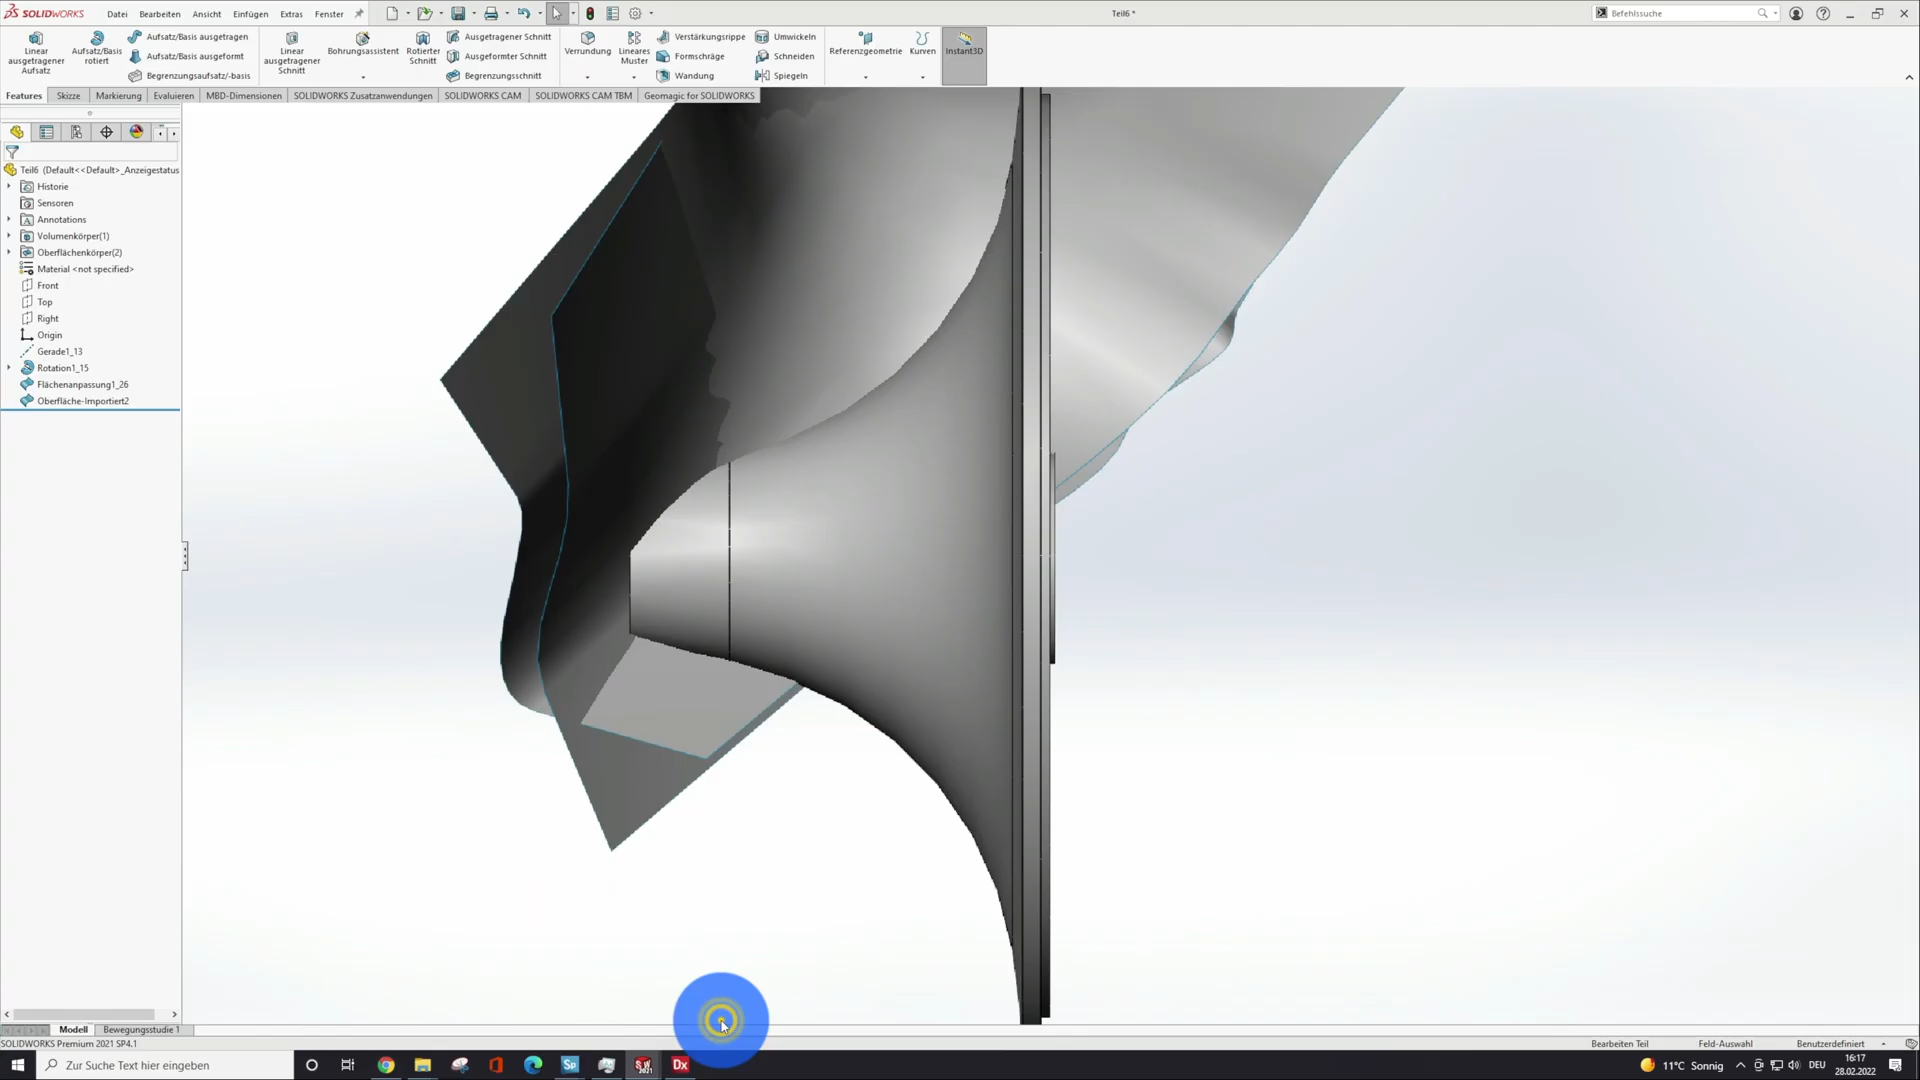 SOLIDWORKS
Datei Bearbeiten Ansicht Einfügen Extras Fenster
Teil6 *
Befehlssuche
Linear ausgetragener Aufsatz
Aufsatz/Basis rotiert
Aufsatz/Basis ausgetragen
Aufsatz/Basis ausgeformt
Begrenzungsaufsatz/-basis
Linear ausgetragener Schnitt
Bohrungsassistent
Rotierter Schnitt
Ausgetragener Schnitt
Ausgeformter Schnitt
Begrenzungsschnitt
Verrundung
Lineares Muster
Verstärkungsrippe
Formschräge
Wandung
Umwickeln
Schneiden
Spiegeln
Referenzgeometrie
Kurven
Instant3D
Features Skizze Markierung Evaluieren MBD-Dimensionen SOLIDWORKS Zusatzanwendungen SOLIDWORKS CAM SOLIDWORKS CAM TBM Geomagic for SOLIDWORKS
Teil6 (Default<<Default>_Anzeigestatus
Historie
Sensoren
Annotations
Volumenkörper(1)
Oberflächenkörper(2)
Material <not specified>
Front
Top
Right
Origin
Gerade1_13
Rotation1_15
Flächenanpassung1_26
Oberfläche-Importiert2
Modell Bewegungsstudie 1
SOLIDWORKS Premium 2021 SP4.1
Bearbeiten Teil Feld-Auswahl Benutzerdefiniert
Zur Suche Text hier eingeben
Sp
SW
2021
Dx
11°C Sonnig
DEU
16:17
28.02.2022